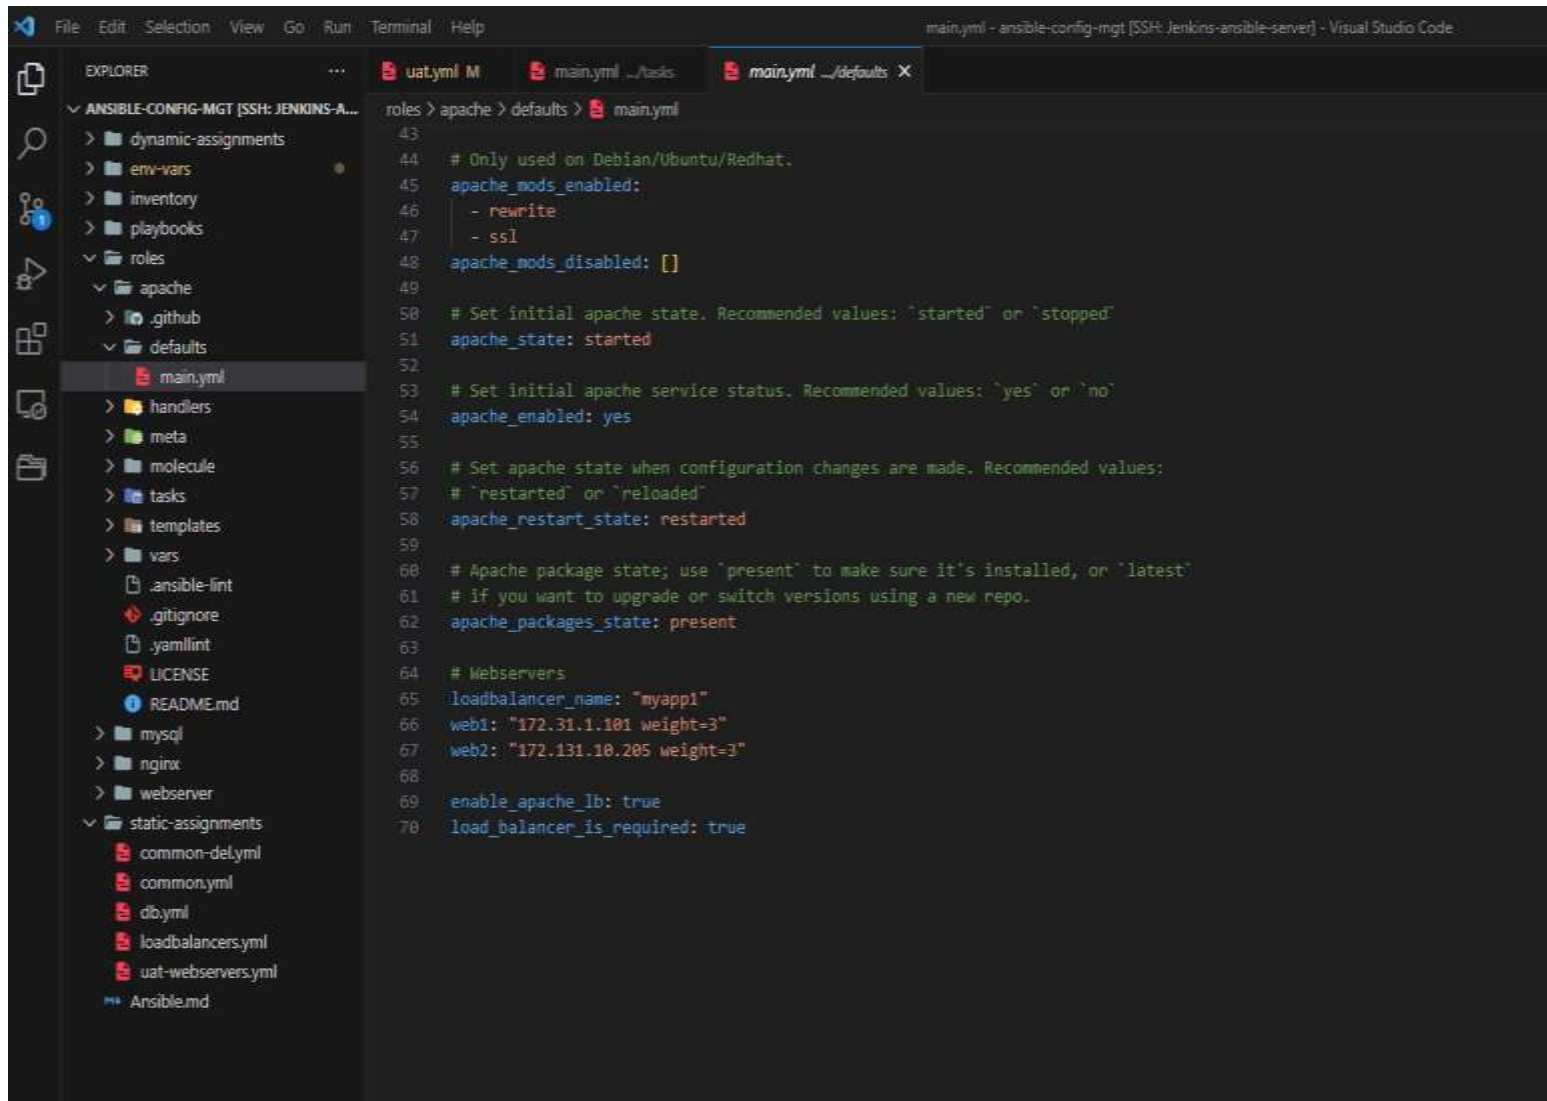 File Edit Selection View Go Run Terminal Help
main.yml - ansible-config-mgt [SSH: Jenkins-ansible-server] - Visual Studio Code
EXPLORER ...
ANSIBLE-CONFIG-MGT [SSH: JENKINS-A...
dynamic-assignments
env-vars
inventory
1
playbooks
roles
apache
.github
defaults
main.yml
handlers
meta
molecule
tasks
templates
vars
.ansible-lint
.gitignore
.yamllint
LICENSE
README.md
mysql
nginx
webserver
static-assignments
common-del.yml
common.yml
db.yml
loadbalancers.yml
uat-webservers.yml
Ansible.md
uat.yml M
main.yml .../tasks
main.yml .../defaults
roles > apache > defaults > main.yml
43
44 # Only used on Debian/Ubuntu/Redhat.
45 apache_mods_enabled:
46 - rewrite
47 - ssl
48 apache_mods_disabled: []
49
50 # Set initial apache state. Recommended values: `started` or `stopped`
51 apache_state: started
52
53 # Set initial apache service status. Recommended values: `yes` or `no`
54 apache_enabled: yes
55
56 # Set apache state when configuration changes are made. Recommended values:
57 # `restarted` or `reloaded`
58 apache_restart_state: restarted
59
60 # Apache package state; use `present` to make sure it's installed, or `latest`
61 # if you want to upgrade or switch versions using a new repo.
62 apache_packages_state: present
63
64 # Webservers
65 loadbalancer_name: "myapp1"
66 web1: "172.31.1.101 weight=3"
67 web2: "172.131.10.205 weight=3"
68
69 enable_apache_lb: true
70 load_balancer_is_required: true